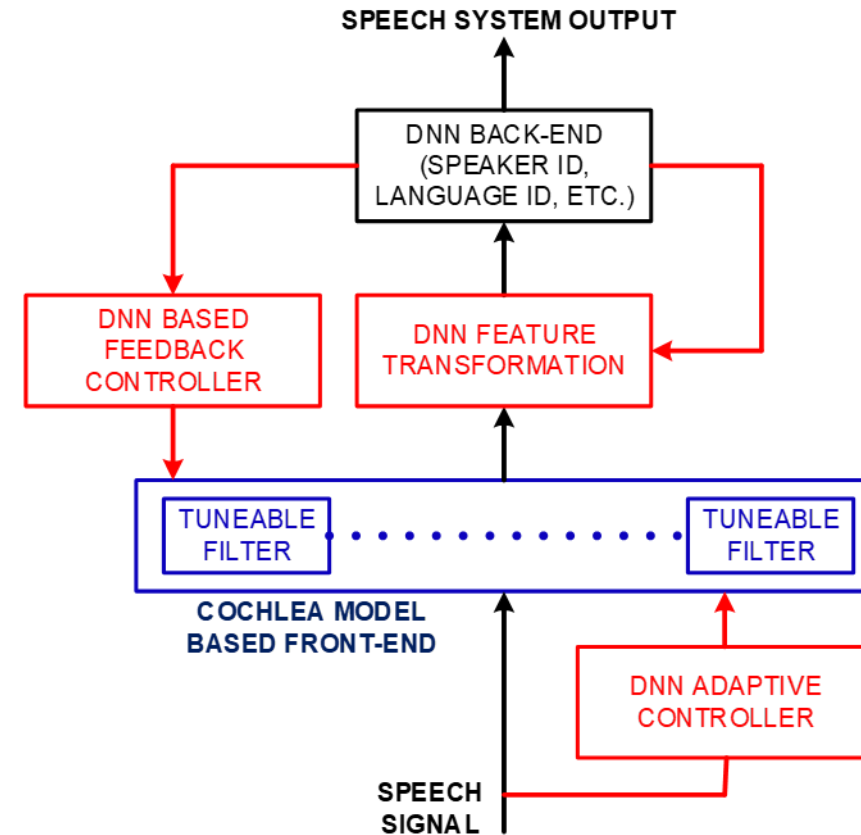 SPEECH SYSTEM OUTPUT
DNN BACK-END
(SPEAKER ID,
LANGUAGE ID, ETC.)
DNN BASED
FEEDBACK
CONTROLLER
DNN FEATURE
TRANSFORMATION
TUNEABLE
FILTER
TUNEABLE
FILTER
COCHLEA MODEL
BASED FRONT-END
DNN ADAPTIVE
CONTROLLER
SPEECH
SIGNAL